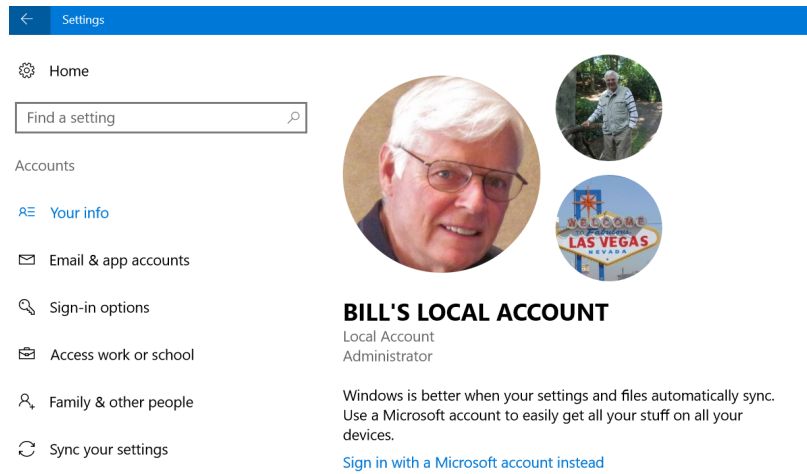 Settings
Home
Find a setting
Accounts
Your info
Email & app accounts
Sign-in options
Access work or school
Family & other people
Sync your settings
WELCOME
TO Fabulous
LAS VEGAS
NEVADA
BILL'S LOCAL ACCOUNT
Local Account
Administrator
Windows is better when your settings and files automatically sync.
Use a Microsoft account to easily get all your stuff on all your
devices.
Sign in with a Microsoft account instead